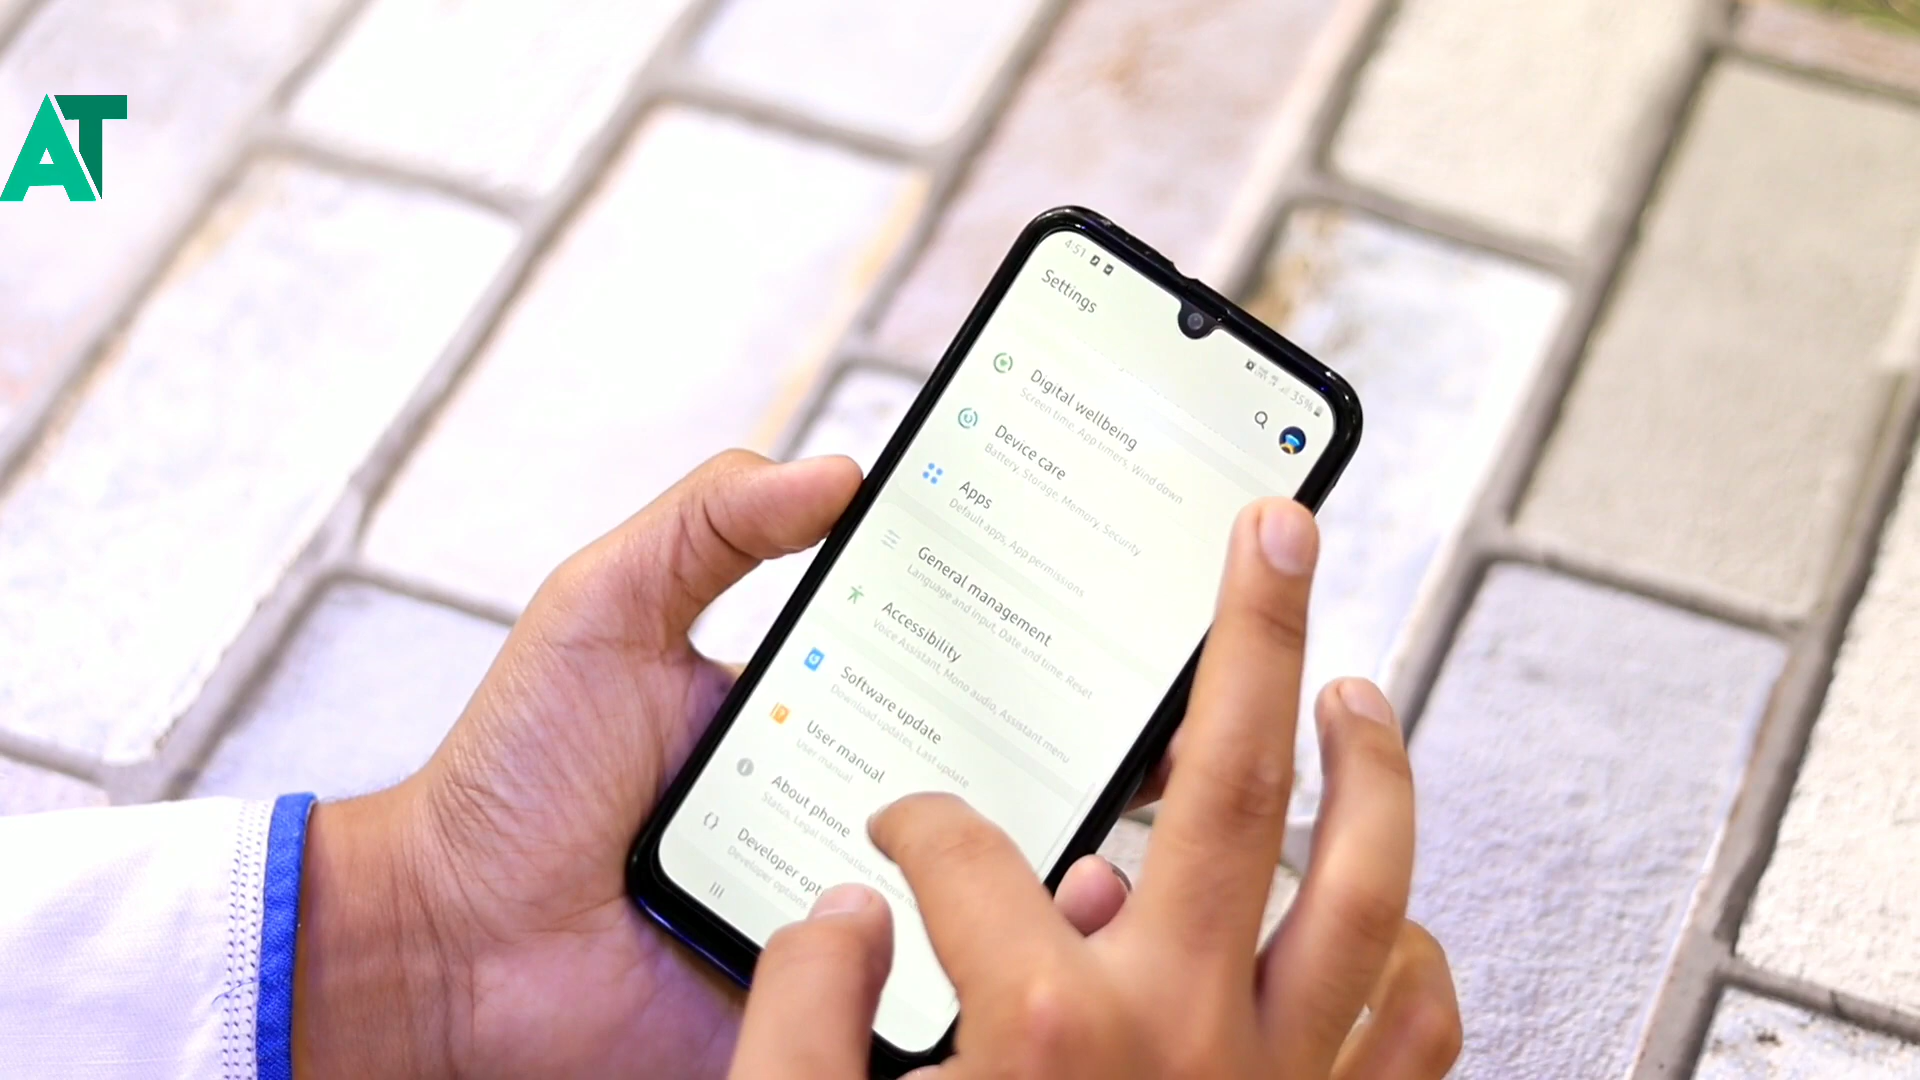 AT
4:51
35%
Settings
Digital wellbeing
Screen time, App timers, Wind down
Device care
Battery, Storage, Memory, Security
Apps
Default apps, App permissions
General management
Language and input, Date and time, Reset
Accessibility
Voice Assistant, Mono audio, Assistant menu
Software update
Download updates, Last update
User manual
User manual
About phone
Status, Legal information, Phone
Developer opt
Developer options